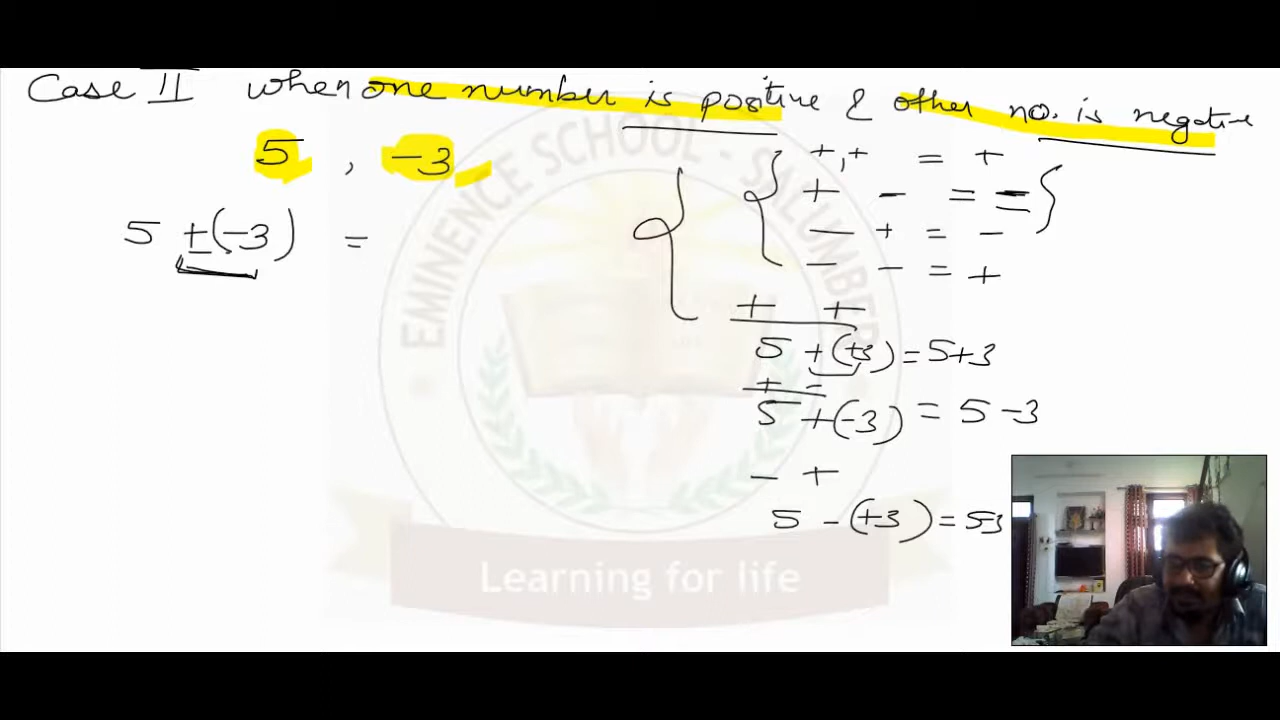 Case II when one number is positive & other no. is negative
5 , -3
5 +(-3) =
+,+ = +
+ - = -
- + = -
- - = +
+ +
5 +(+3) = 5+3
+ -
5 +(-3) = 5 -3
- +
5 -(+3) = 5-3
EMINENCE SCHOOL - SALUMBER
Learning for life